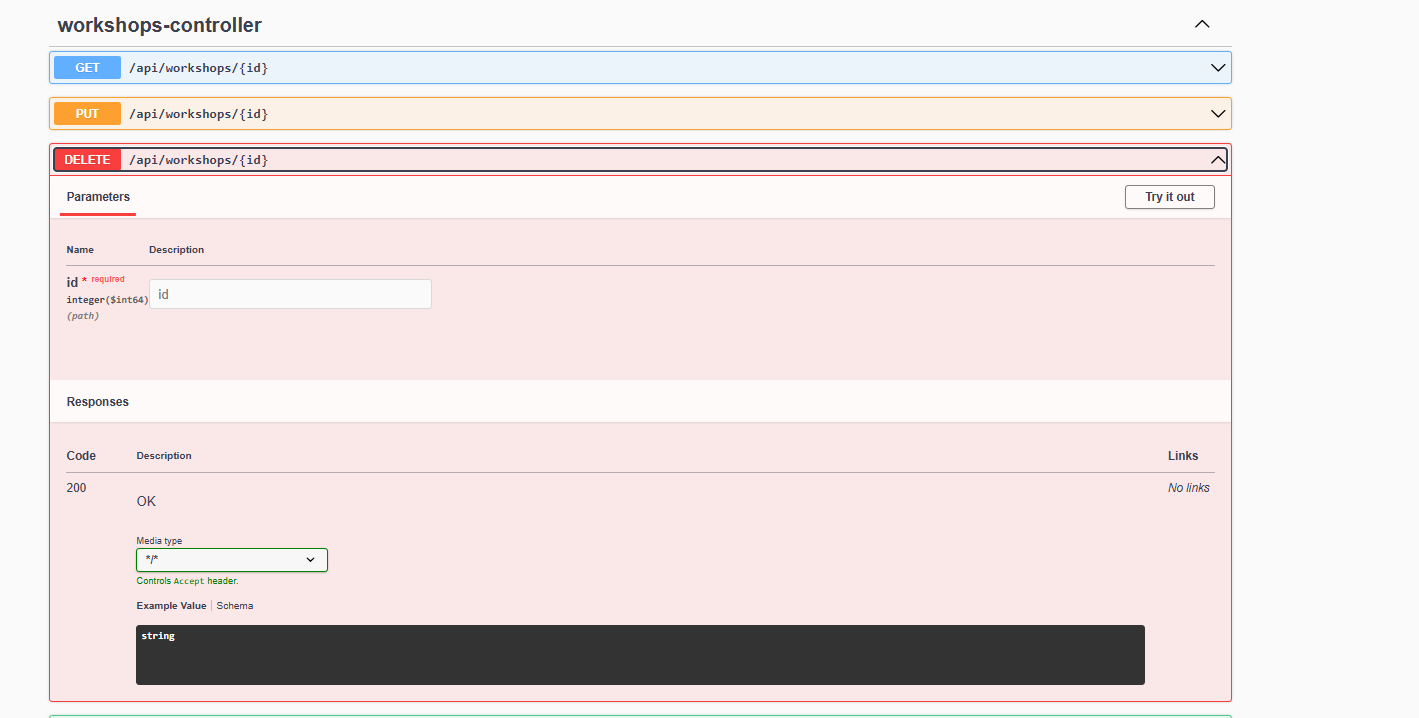 workshops-controller
GET /api/workshops/{id}
PUT /api/workshops/{id}
DELETE /api/workshops/{id}
Parameters
Try it out
Name Description
id * required
integer($int64)
(path)
id
Responses
Code Description Links
200 OK No links
Media type
*/*
Controls Accept header.
Example Value Schema
string